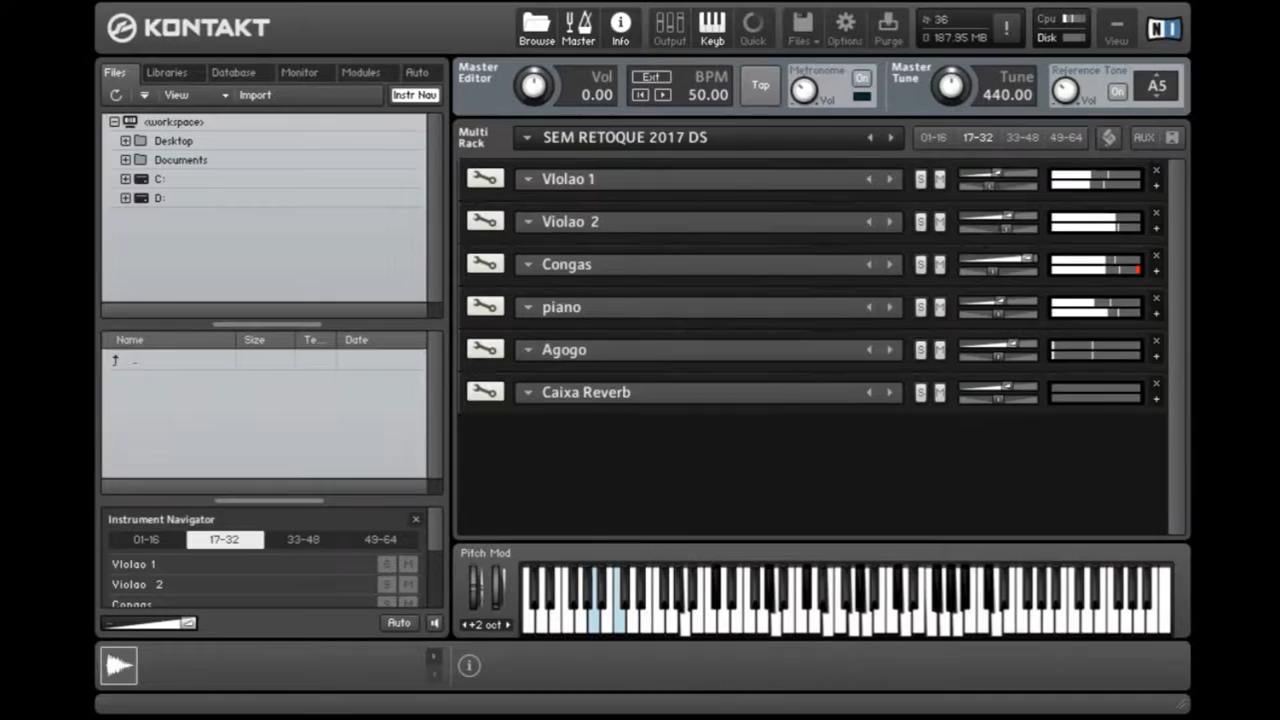 KONTAKT
Browse Master Info Output Keyb Quick Files Options Purge
36
187.95 MB
!
Cpu
Disk
View
NI
Files Libraries Database Monitor Modules Auto
View Import Instr Nav
<workspace>
Desktop
Documents
C:
D:
Name Size Te... Date
..
Instrument Navigator
01-16 17-32 33-48 49-64
VIolao 1 S M
Violao 2 S M
Congas
Auto
Master Editor
Vol
0.00
Ext
BPM
50.00
Tap
Metronome On
Vol
Master Tune
Tune
440.00
Reference Tone
Vol On
A5
Multi Rack
SEM RETOQUE 2017 DS
01-16 17-32 33-48 49-64
AUX
VIolao 1 S M
Violao 2 S M
Congas S M
piano S M
Agogo S M
Caixa Reverb S M
Pitch Mod
+2 oct